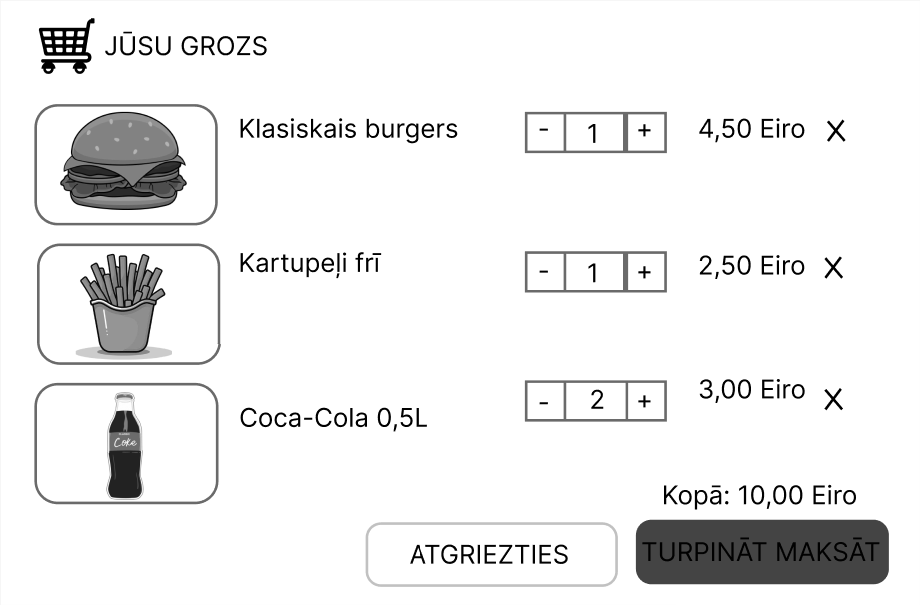 JŪSU GROZS
Klasiskais burgers - 1 + 4,50 Eiro X
Kartupeļi frī - 1 + 2,50 Eiro X
Coke
Coca-Cola 0,5L - 2 + 3,00 Eiro X
Kopā: 10,00 Eiro
ATGRIEZTIES TURPINĀT MAKSĀT